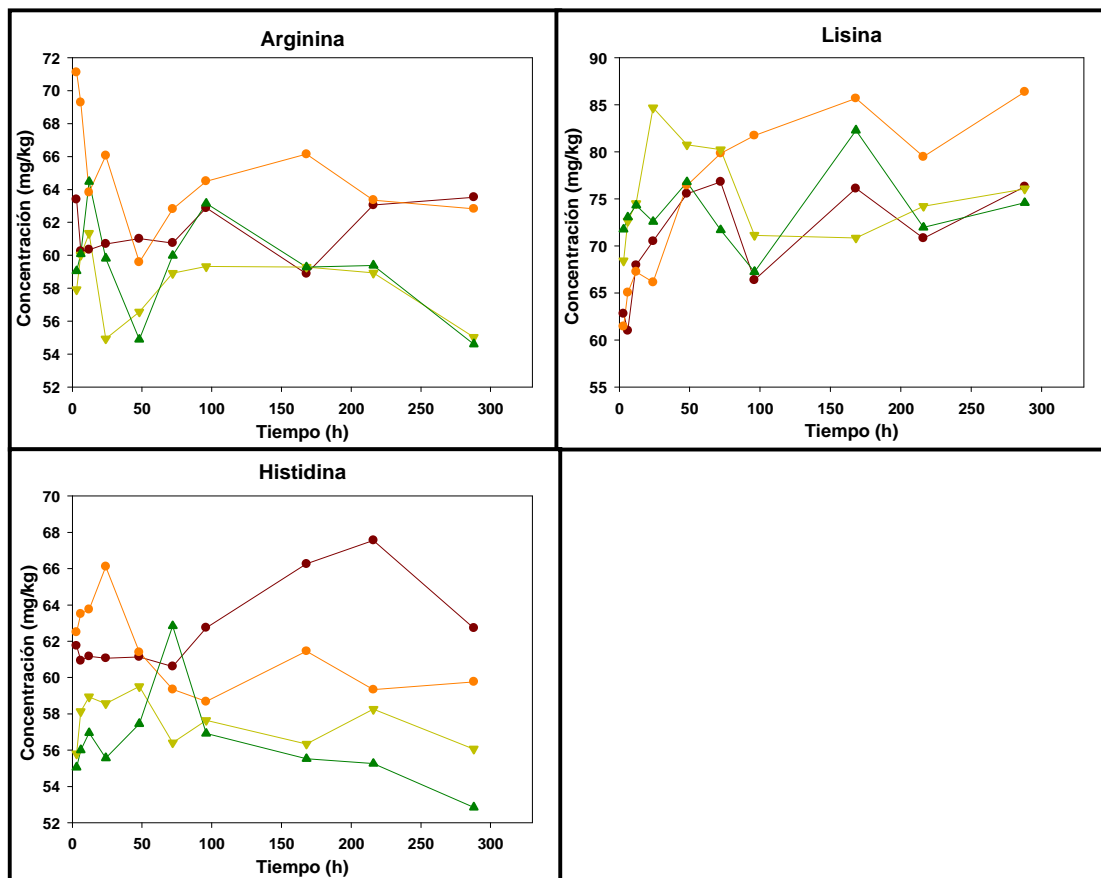 Arginina
Concentración (mg/kg)
72
70
68
66
64
62
60
58
56
54
52
0 50 100 150 200 250 300
Tiempo (h)
Lisina
Concentración (mg/kg)
90
85
80
75
70
65
60
55
0 50 100 150 200 250 300
Tiempo (h)
Histidina
Concentración (mg/kg)
70
68
66
64
62
60
58
56
54
52
0 50 100 150 200 250 300
Tiempo (h)